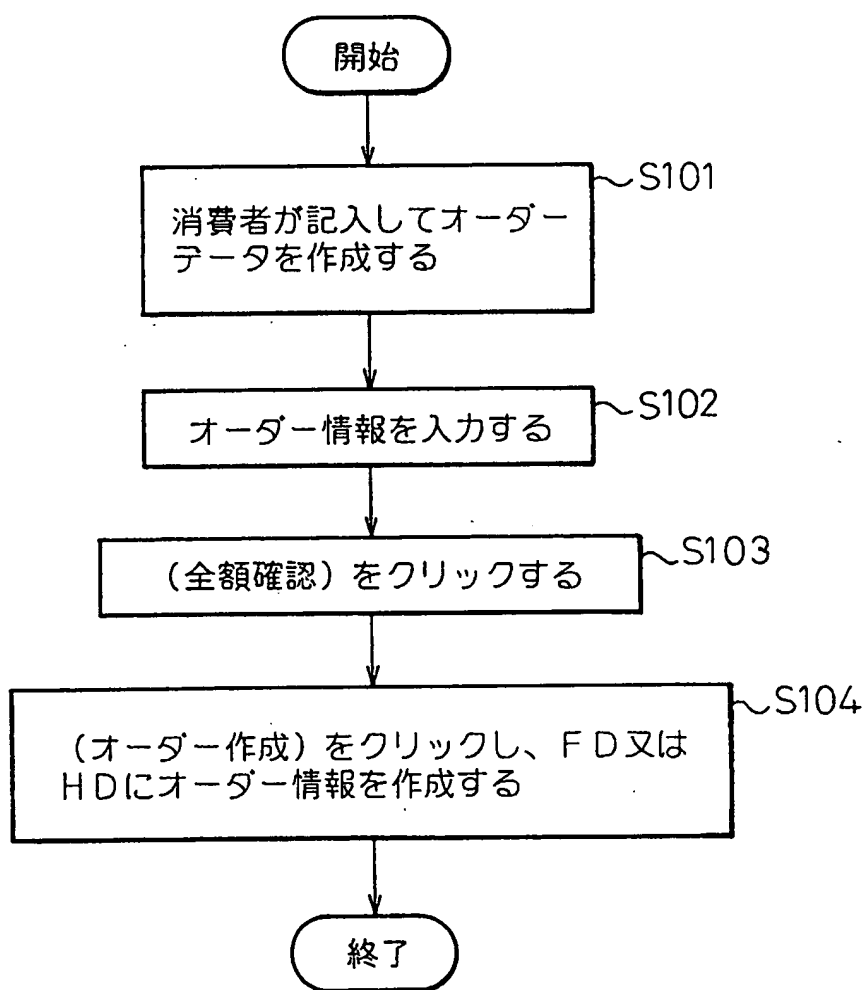 開始
S101
消費者が記入してオーダー
データを作成する
S102
オーダー情報を入力する
S103
(全額確認)をクリックする
S104
(オーダー作成)をクリックし、FD又は
HDにオーダー情報を作成する
終了